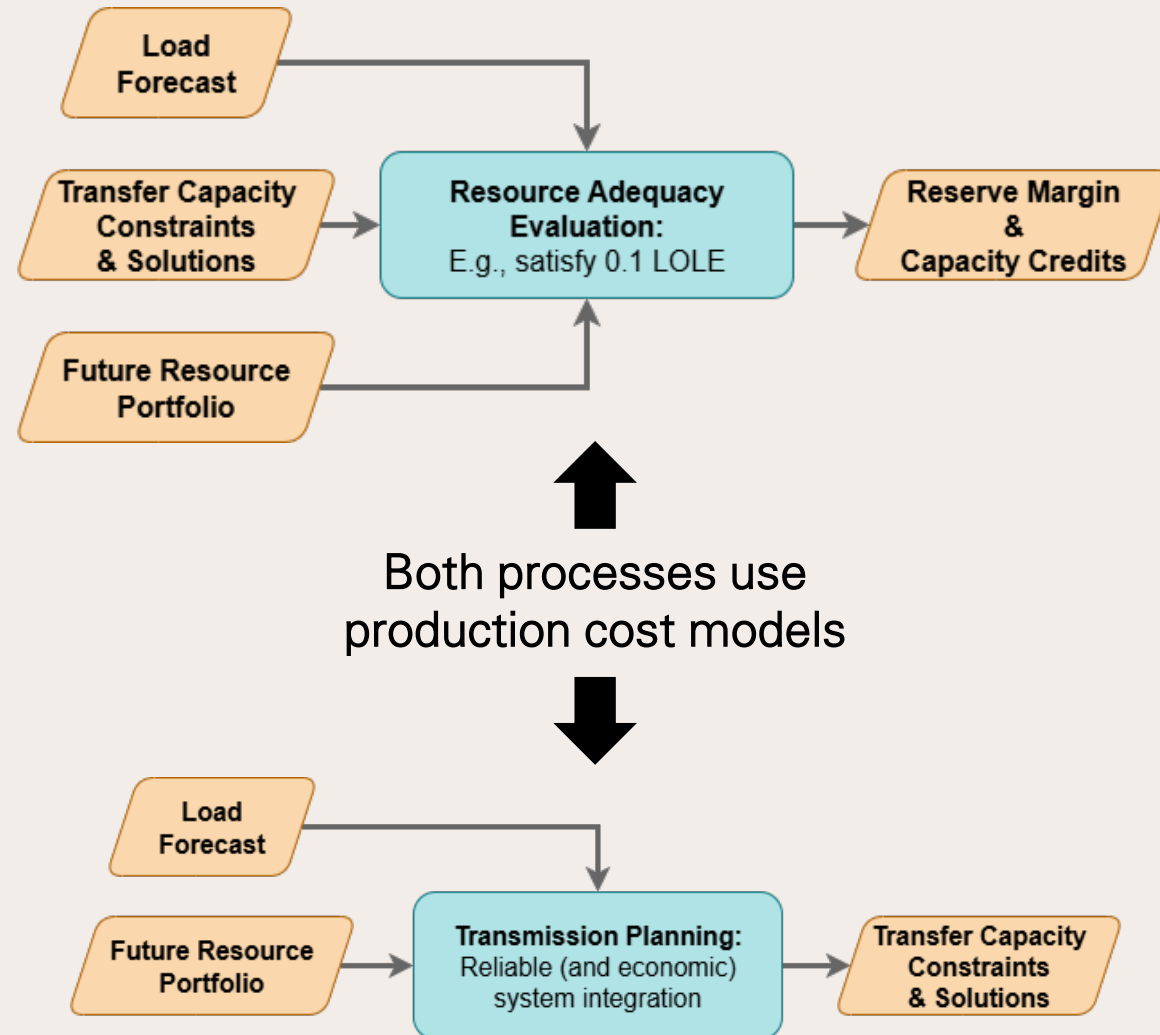 Load
Forecast
Transfer Capacity
Constraints
& Solutions
Resource Adequacy
Evaluation:
E.g., satisfy 0.1 LOLE
Reserve Margin
&
Capacity Credits
Future Resource
Portfolio
Both processes use
production cost models
Load
Forecast
Future Resource
Portfolio
Transmission Planning:
Reliable (and economic)
system integration
Transfer Capacity
Constraints
& Solutions